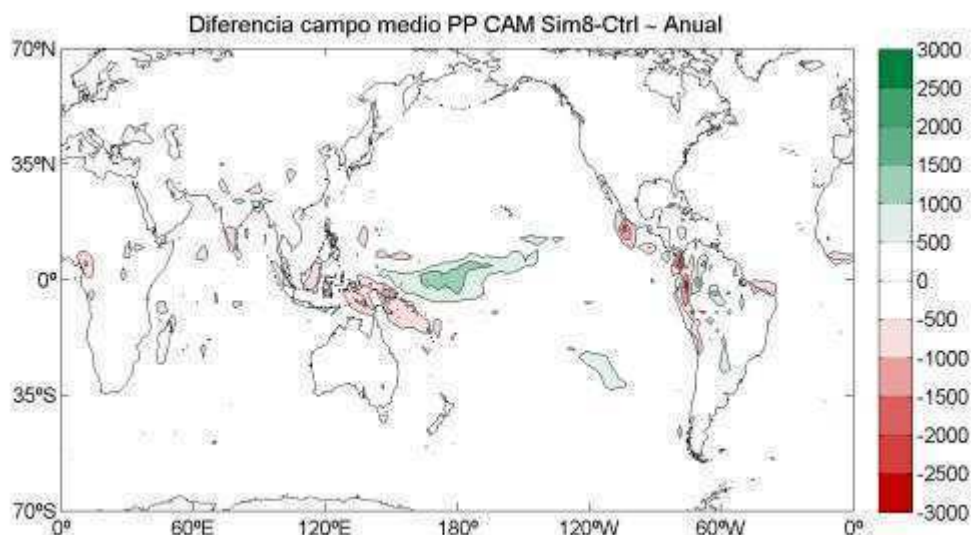 Diferencia campo medio PP CAM Sim8-Ctrl ~ Anual
70ºN
35ºN
0º
35ºS
70ºS
0º
60ºE
120ºE
180ºW
120ºW
60ºW
0º
3000
2500
2000
1500
1000
500
0
-500
-1000
-1500
-2000
-2500
-3000